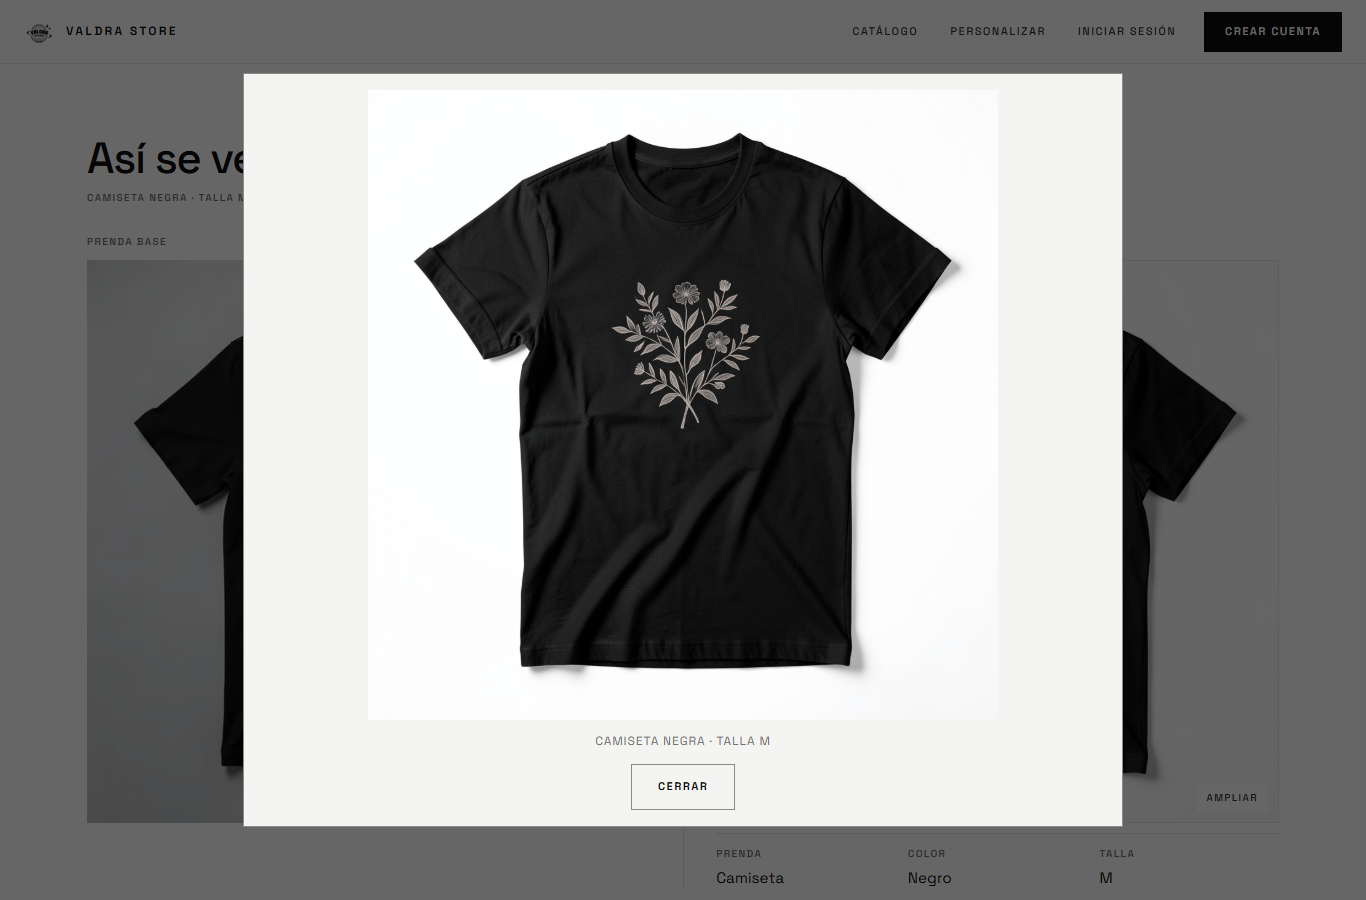 VALDRA STORE
CATÁLOGO
PERSONALIZAR
INICIAR SESIÓN
CREAR CUENTA
Así se ve
CAMISETA NEGRA · TALLA M
PRENDA BASE
CAMISETA NEGRA · TALLA M
CERRAR
AMPLIAR
PRENDA
COLOR
TALLA
Camiseta
Negro
M